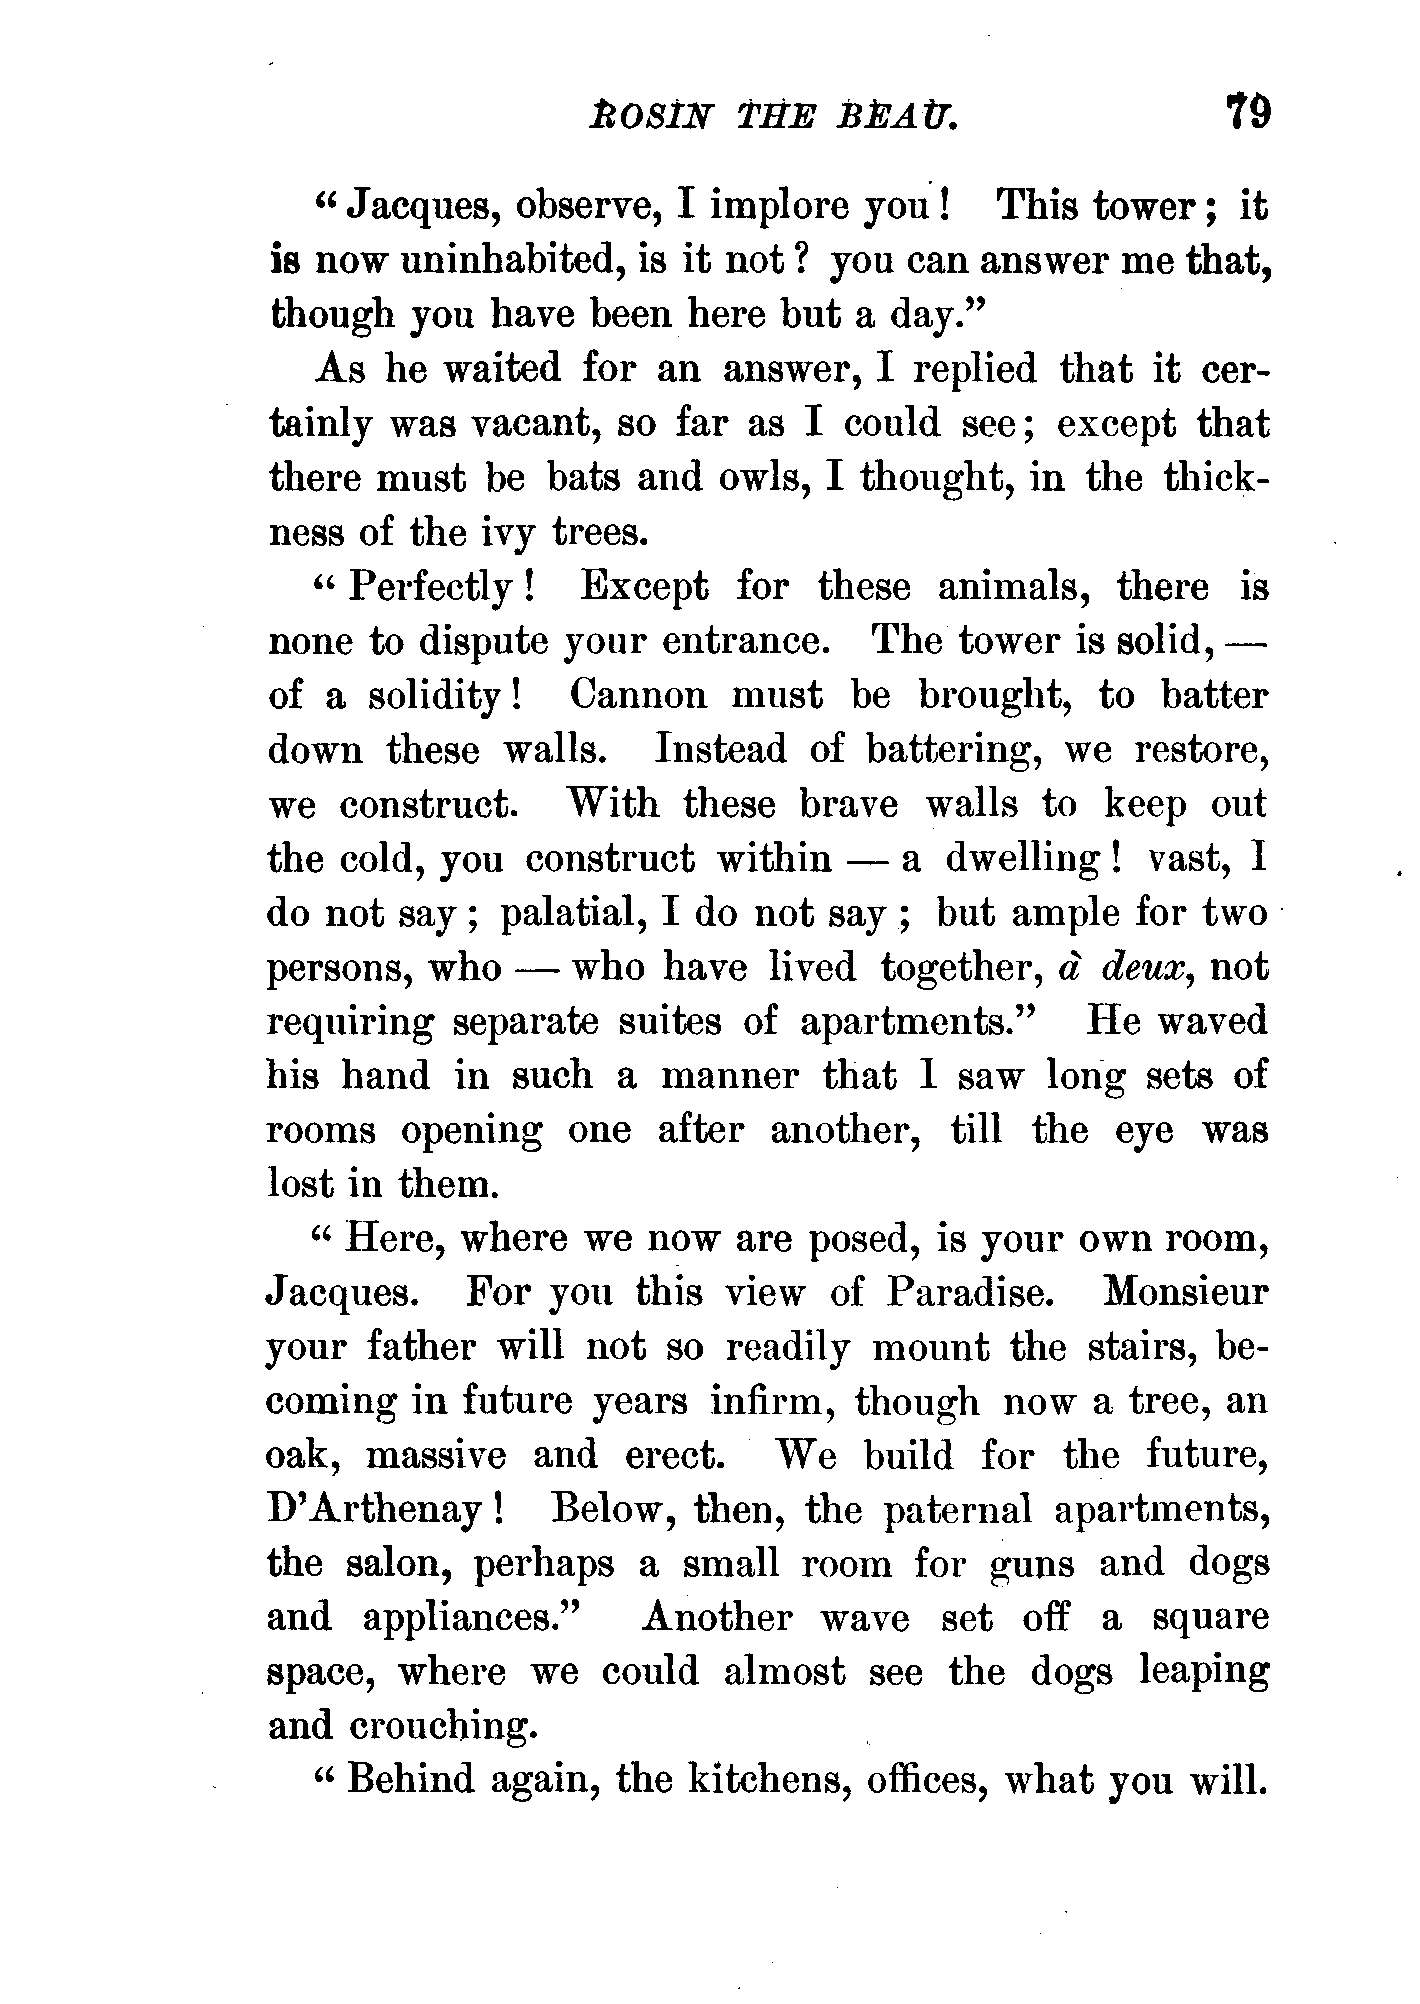 ROSIN THE BEAU. 79
“Jacques, observe, I implore you! This tower; it
is now uninhabited, is it not? you can answer me that,
though you have been here but a day.”
As he waited for an answer, I replied that it cer-
tainly was vacant, so far as I could see; except that
there must be bats and owls, I thought, in the thick-
ness of the ivy trees.
“Perfectly! Except for these animals, there is
none to dispute your entrance. The tower is solid, —
of a solidity! Cannon must be brought, to batter
down these walls. Instead of battering, we restore,
we construct. With these brave walls to keep out
the cold, you construct within — a dwelling! vast, I
do not say; palatial, I do not say; but ample for two
persons, who — who have lived together, à deux, not
requiring separate suites of apartments.” He waved
his hand in such a manner that I saw long sets of
rooms opening one after another, till the eye was
lost in them.
“Here, where we now are posed, is your own room,
Jacques. For you this view of Paradise. Monsieur
your father will not so readily mount the stairs, be-
coming in future years infirm, though now a tree, an
oak, massive and erect. We build for the future,
D’Arthenay! Below, then, the paternal apartments,
the salon, perhaps a small room for guns and dogs
and appliances.” Another wave set off a square
space, where we could almost see the dogs leaping
and crouching.
“Behind again, the kitchens, offices, what you will.